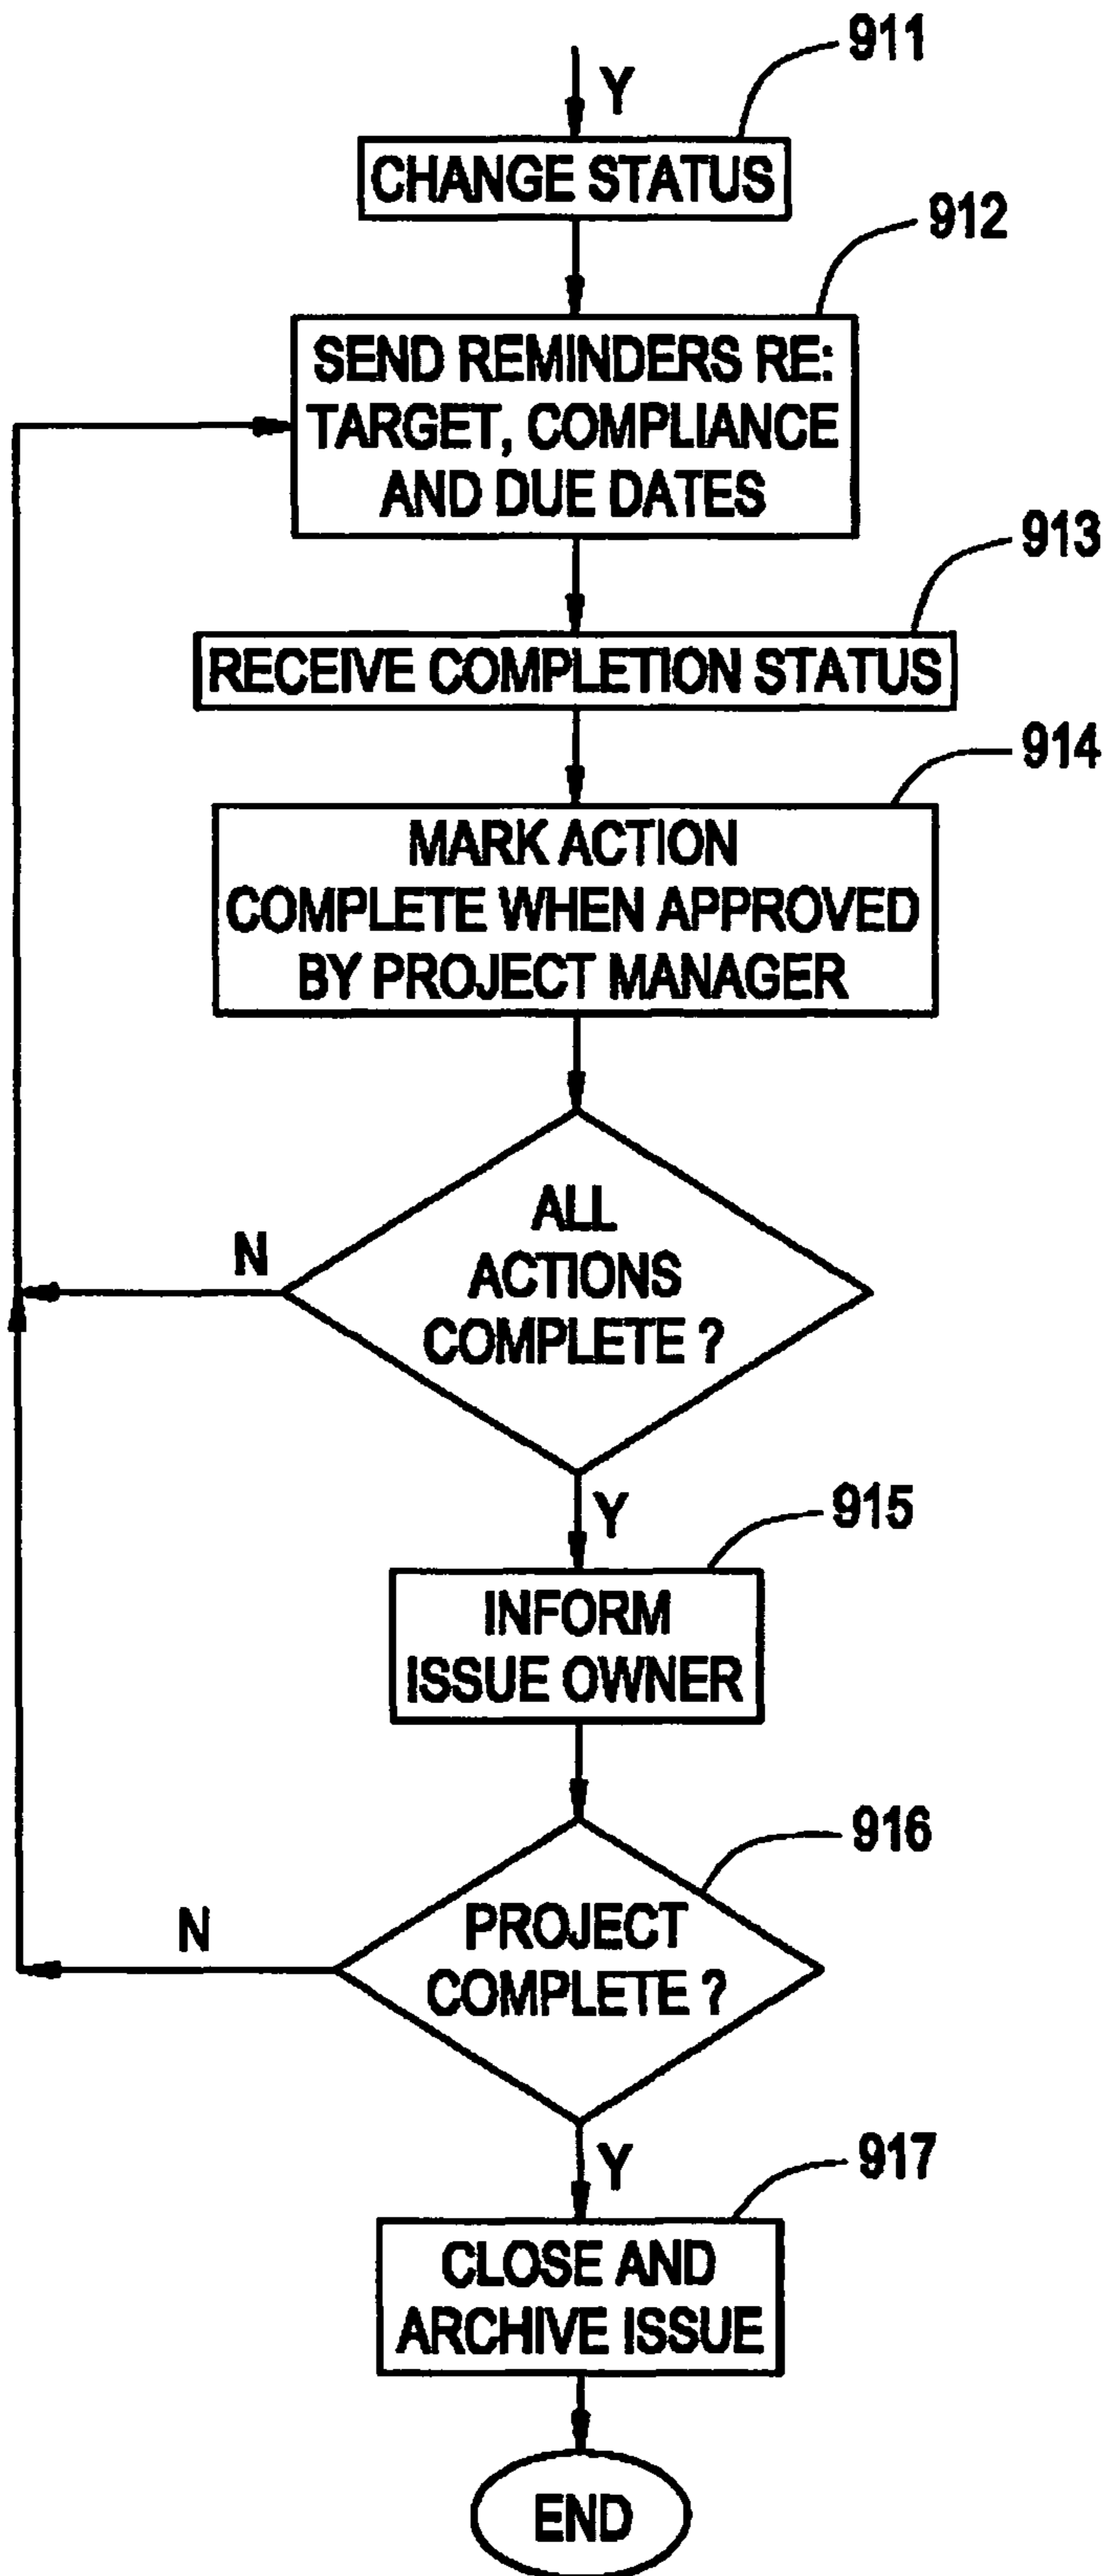 911
Y
CHANGE STATUS
912
SEND REMINDERS RE:
TARGET, COMPLIANCE
AND DUE DATES
913
RECEIVE COMPLETION STATUS
914
MARK ACTION
COMPLETE WHEN APPROVED
BY PROJECT MANAGER
ALL
ACTIONS
COMPLETE ?
N
Y
915
INFORM
ISSUE OWNER
916
PROJECT
COMPLETE ?
N
Y
917
CLOSE AND
ARCHIVE ISSUE
END